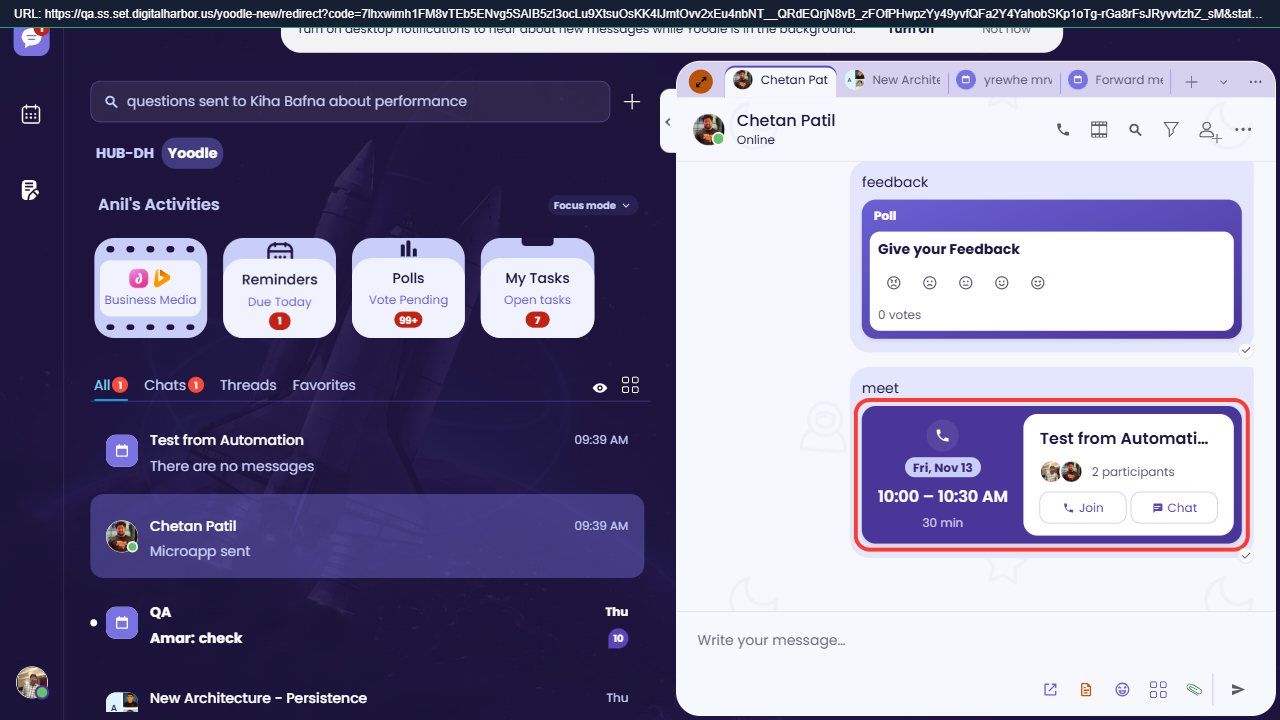 URL: https://qa.ss.set.digitalharbor.us/yoodle-new/redirect?code=7Ihxwimh1FM8vTEb5ENvg5SAIB5zI3ocLu9XtsuOsKK4IJmtOvv2xEu4nbNT__QRdEQrjN8vB_zFOfPHwpzYy49yvfQFa2Y4YahobSKp1oTg-rGa8rFsJRyvvtzhZ_sM&stat...
Turn on desktop notifications to hear about new messages while Yoodle is in the background. Turn on Not now
questions sent to Kiha Bafna about performance
HUB-DH Yoodle
Anil's Activities
Focus mode
Business Media
Reminders
Due Today
1
Polls
Vote Pending
99+
My Tasks
Open tasks
7
All 1 Chats 1 Threads Favorites
Test from Automation 09:39 AM
There are no messages
Chetan Patil 09:39 AM
Microapp sent
QA Thu
Amar: check 10
New Architecture - Persistence Thu
Chetan Pat New Archite yrewhe mrv Forward me
Chetan Patil
Online
feedback
Poll
Give your Feedback
0 votes
meet
Fri, Nov 13
10:00 – 10:30 AM
30 min
Test from Automati...
2 participants
Join Chat
Write your message...